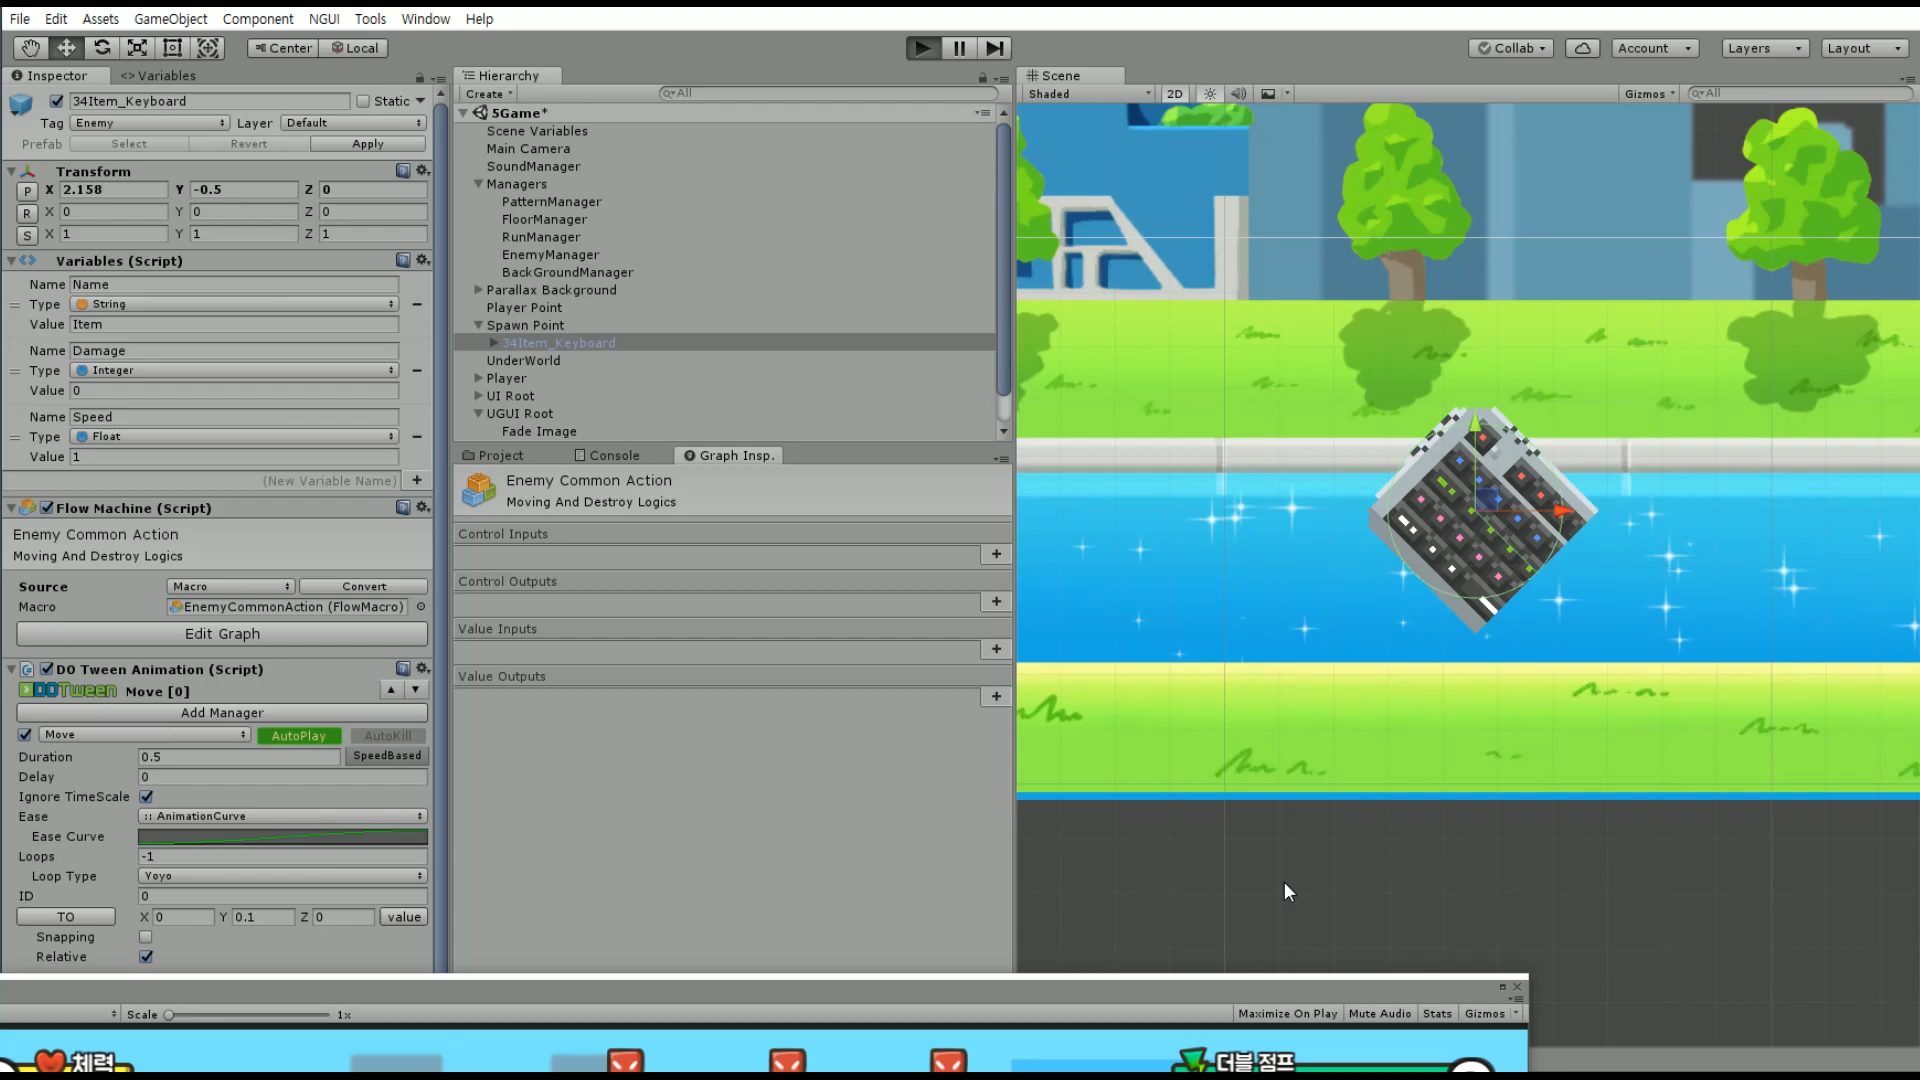 File Edit Assets GameObject Component NGUI Tools Window Help
Center Local Collab Account Layers Layout
Inspector <> Variables
34Item_Keyboard Static
Tag Enemy Layer Default
Prefab Select Revert Apply
Transform
P X 2.158 Y -0.5 Z 0
R X 0 Y 0 Z 0
S X 1 Y 1 Z 1
Variables (Script)
Name Name
Type String
Value Item
Name Damage
Type Integer
Value 0
Name Speed
Type Float
Value 1
(New Variable Name) +
Flow Machine (Script)
Enemy Common Action
Moving And Destroy Logics
Source Macro Convert
Macro EnemyCommonAction (FlowMacro)
Edit Graph
DO Tween Animation (Script)
DOTween Move [0]
Add Manager
Move AutoPlay AutoKill
Duration 0.5 SpeedBased
Delay 0
Ignore TimeScale
Ease :: AnimationCurve
Ease Curve
Loops -1
Loop Type Yoyo
ID 0
TO X 0 Y 0.1 Z 0 value
Snapping
Relative
Hierarchy
Create All
5Game*
Scene Variables
Main Camera
SoundManager
Managers
PatternManager
FloorManager
RunManager
EnemyManager
BackGroundManager
Parallax Background
Player Point
Spawn Point
34Item_Keyboard
UnderWorld
Player
UI Root
UGUI Root
Fade Image
Project Console Graph Insp.
Enemy Common Action
Moving And Destroy Logics
Control Inputs
+
Control Outputs
+
Value Inputs
+
Value Outputs
+
Scene
Shaded 2D Gizmos All
Scale 1x Maximize On Play Mute Audio Stats Gizmos
체력 더블 점프